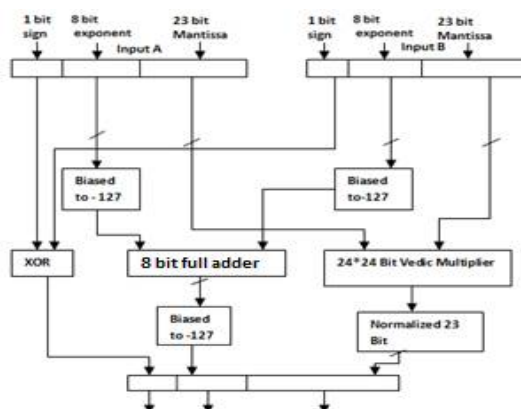 1 bit
sign
8 bit
exponent
23 bit
Mantissa
Input A
1 bit
sign
8 bit
exponent
23 bit
Mantissa
Input B
Biased
to - 127
Biased
to-127
XOR
8 bit full adder
24*24 Bit Vedic Multiplier
Biased
to -127
Normalized 23
Bit